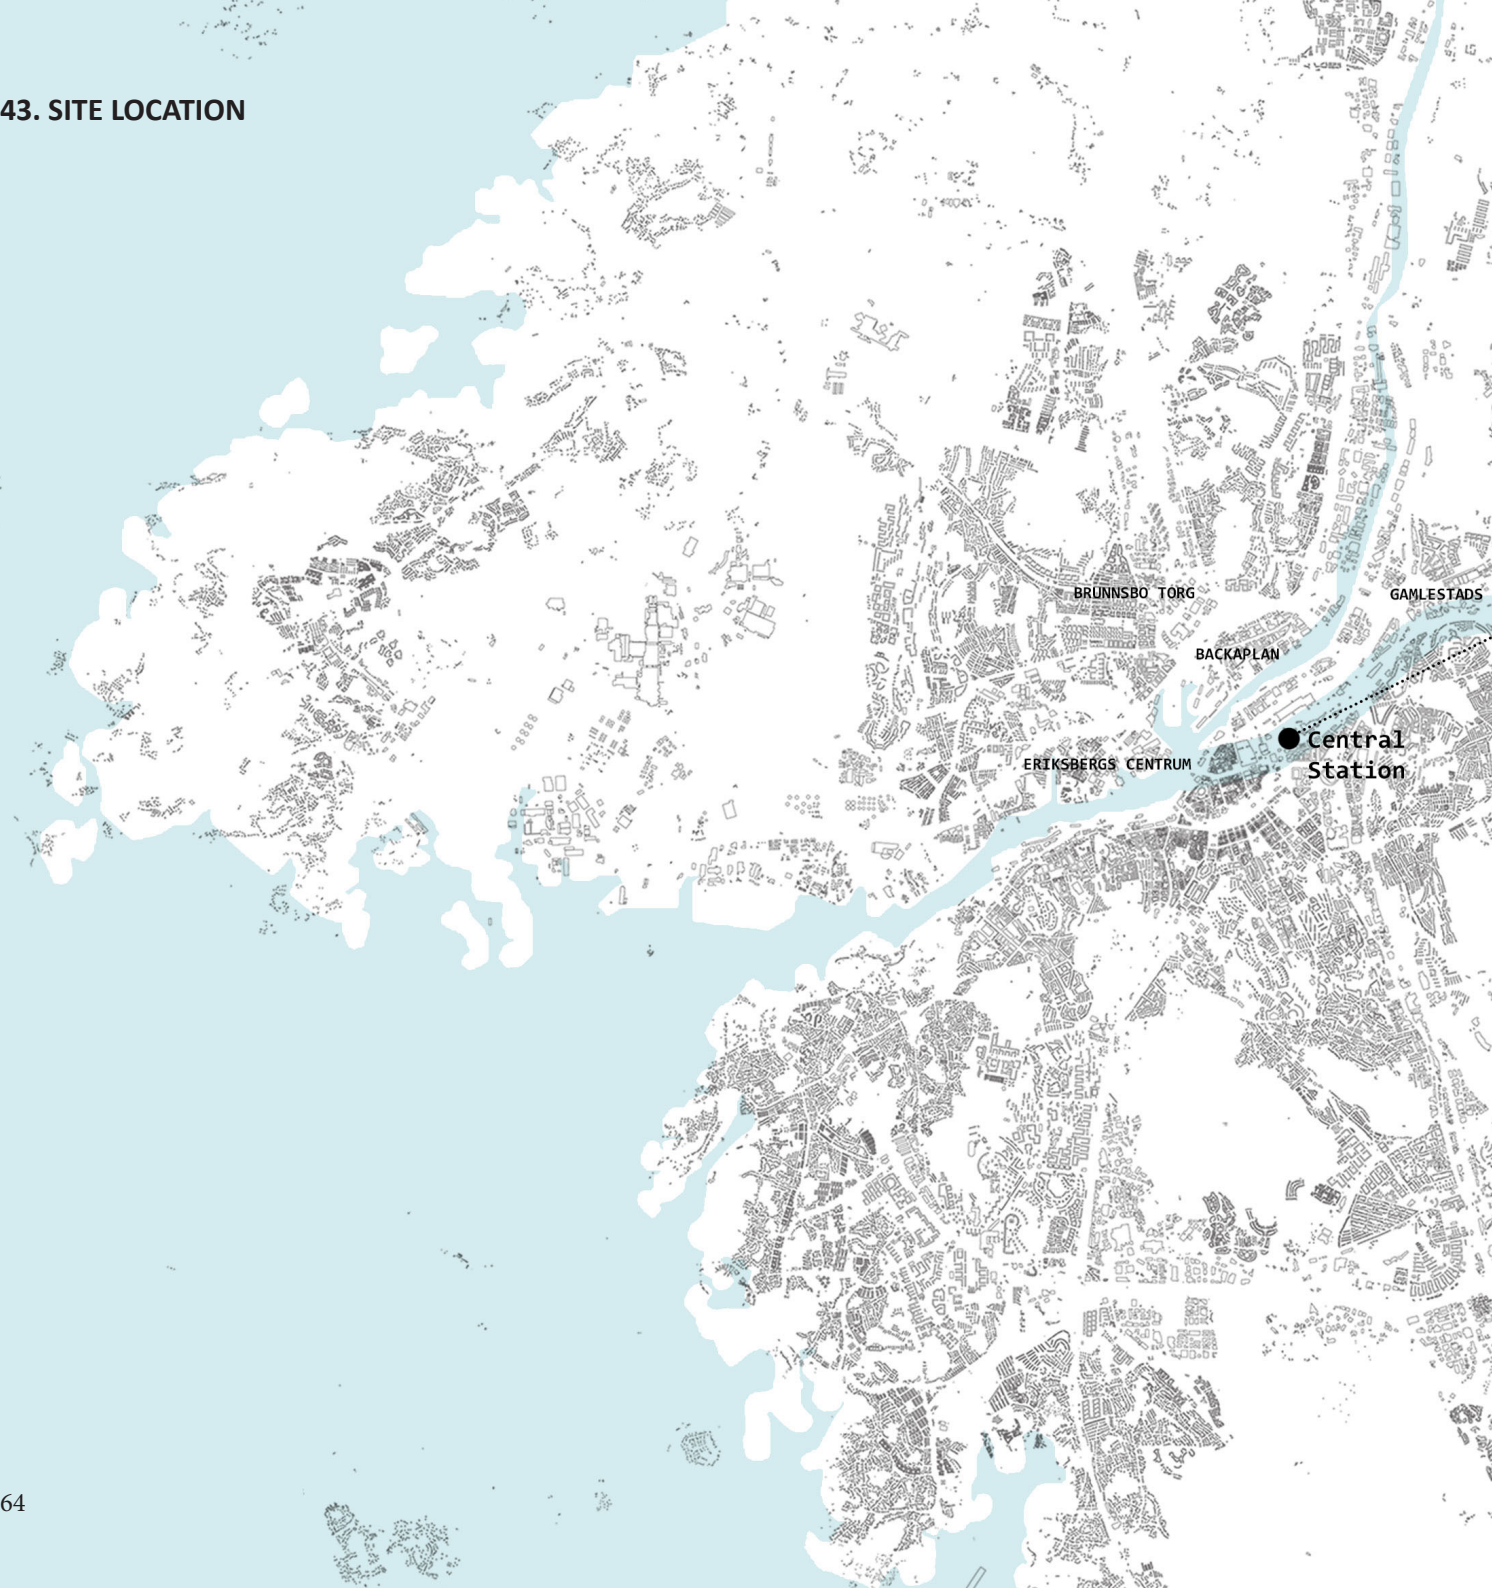 43. SITE LOCATION
BRUNNSBO TORG
GAMLESTADS
BACKAPLAN
Central
Station
ERIKSBERGS CENTRUM
64